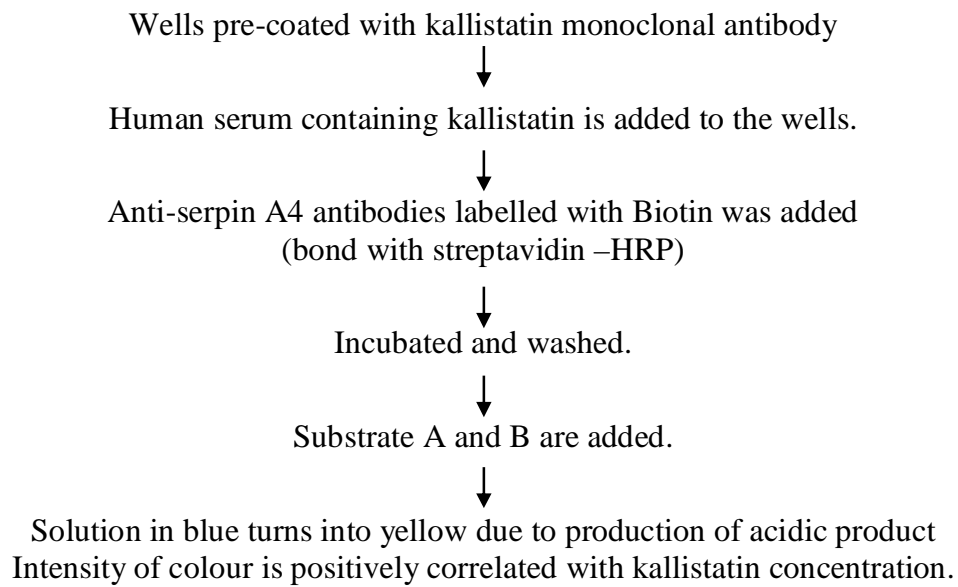 Wells pre-coated with kallistatin monoclonal antibody
Human serum containing kallistatin is added to the wells.
Anti-serpin A4 antibodies labelled with Biotin was added
(bond with streptavidin –HRP)
Incubated and washed.
Substrate A and B are added.
Solution in blue turns into yellow due to production of acidic product
Intensity of colour is positively correlated with kallistatin concentration.